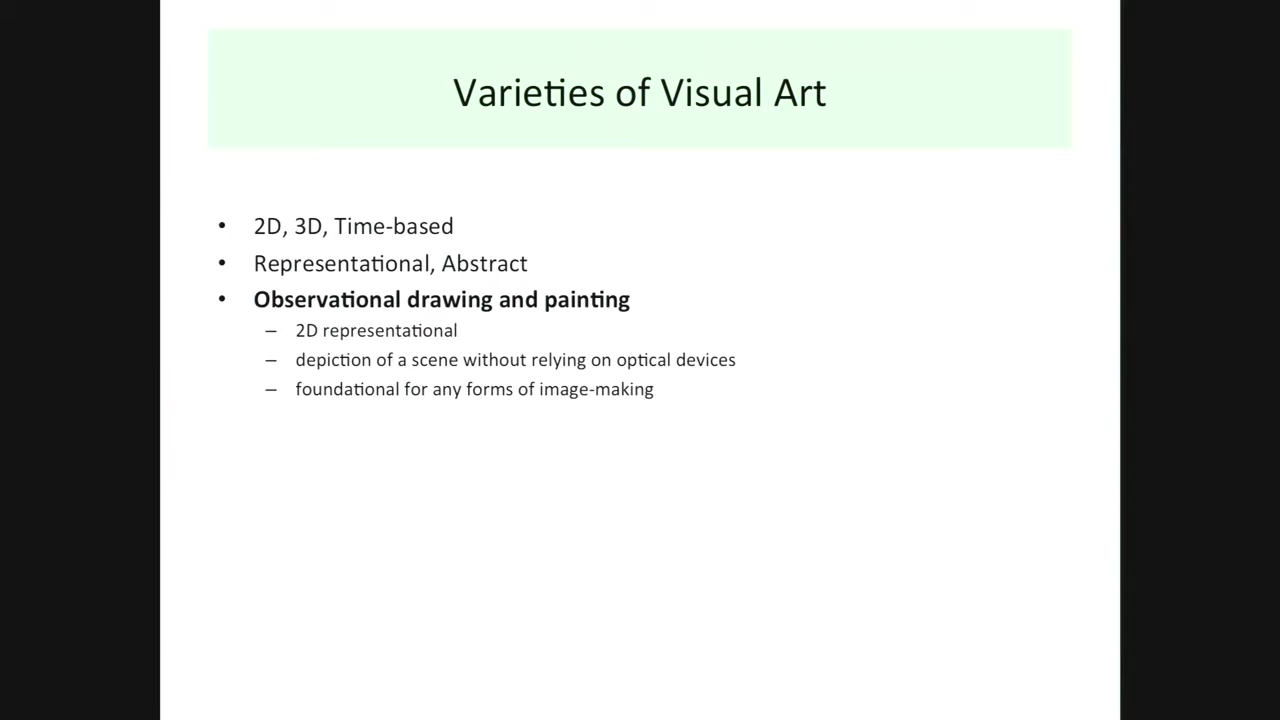 Varieties of Visual Art
• 2D, 3D, Time-based
• Representational, Abstract
• Observational drawing and painting
– 2D representational
– depiction of a scene without relying on optical devices
– foundational for any forms of image-making